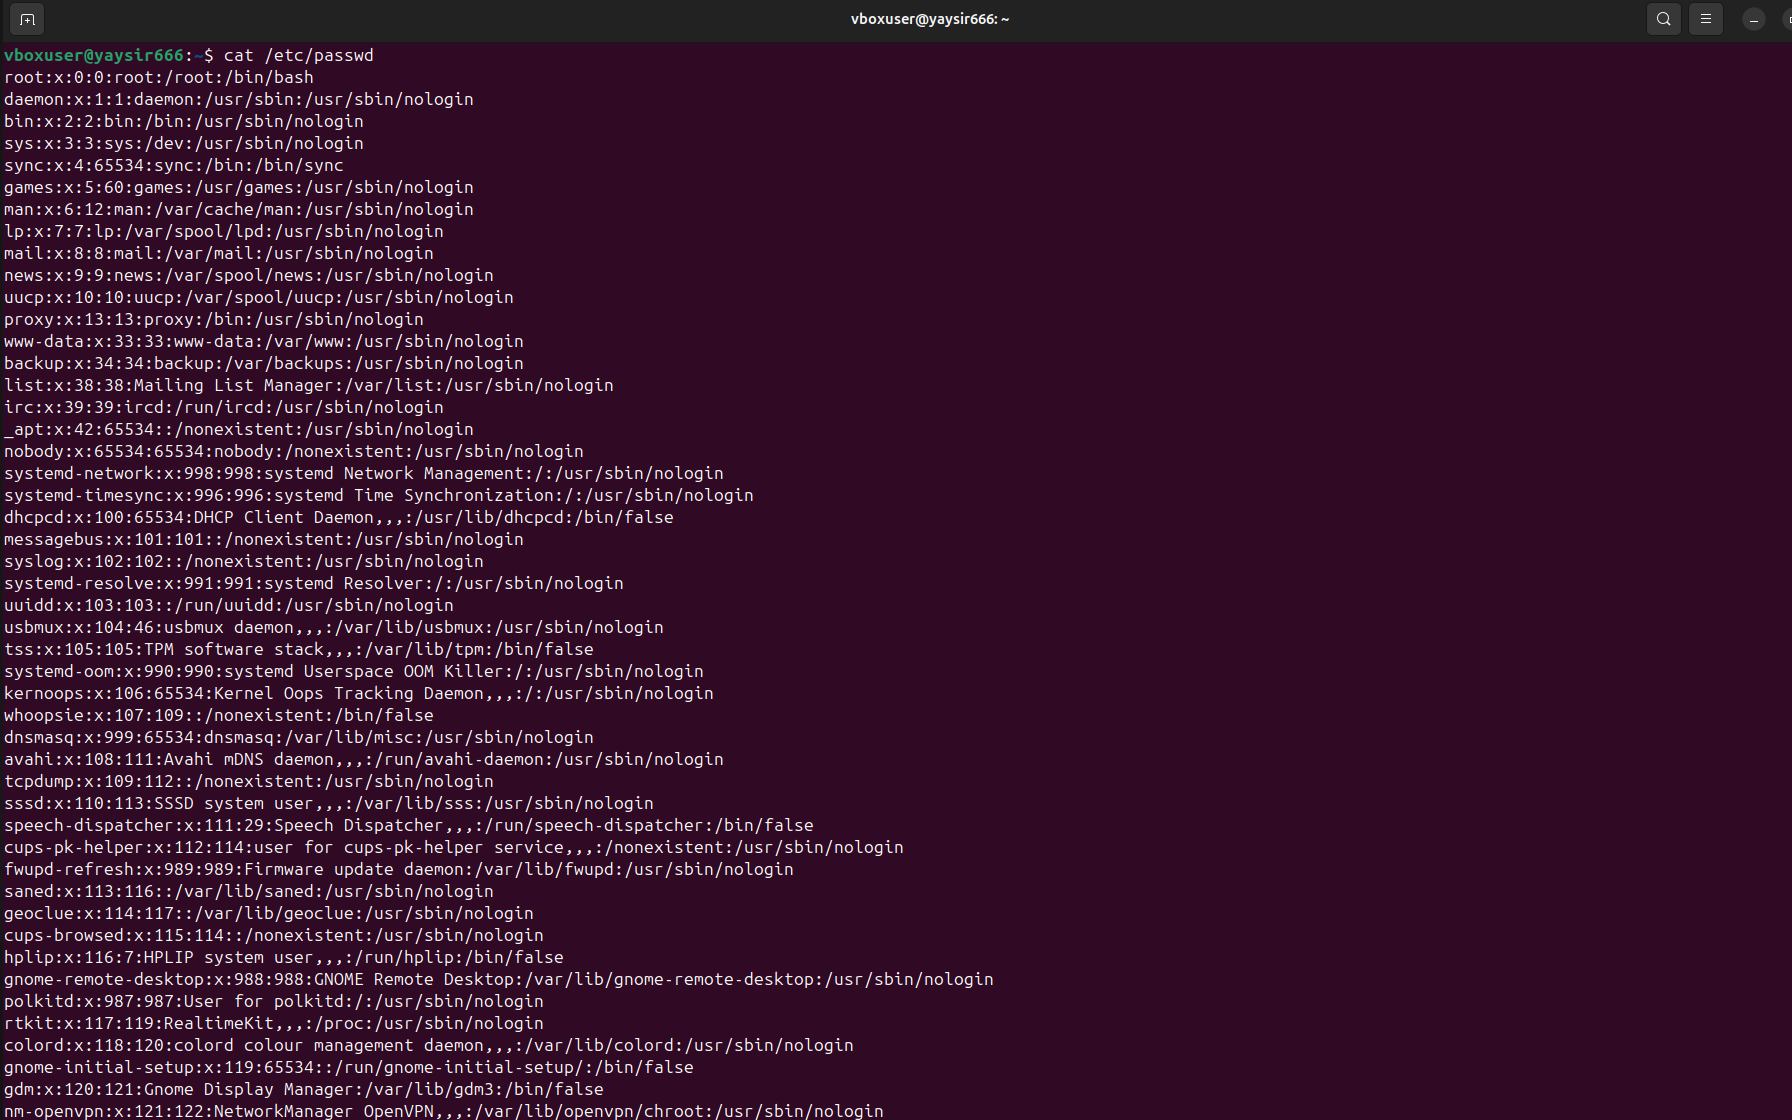 vboxuser@yaysir666: ~
vboxuser@yaysir666:~$ cat /etc/passwd
root:x:0:0:root:/root:/bin/bash
daemon:x:1:1:daemon:/usr/sbin:/usr/sbin/nologin
bin:x:2:2:bin:/bin:/usr/sbin/nologin
sys:x:3:3:sys:/dev:/usr/sbin/nologin
sync:x:4:65534:sync:/bin:/bin/sync
games:x:5:60:games:/usr/games:/usr/sbin/nologin
man:x:6:12:man:/var/cache/man:/usr/sbin/nologin
lp:x:7:7:lp:/var/spool/lpd:/usr/sbin/nologin
mail:x:8:8:mail:/var/mail:/usr/sbin/nologin
news:x:9:9:news:/var/spool/news:/usr/sbin/nologin
uucp:x:10:10:uucp:/var/spool/uucp:/usr/sbin/nologin
proxy:x:13:13:proxy:/bin:/usr/sbin/nologin
www-data:x:33:33:www-data:/var/www:/usr/sbin/nologin
backup:x:34:34:backup:/var/backups:/usr/sbin/nologin
list:x:38:38:Mailing List Manager:/var/list:/usr/sbin/nologin
irc:x:39:39:ircd:/run/ircd:/usr/sbin/nologin
_apt:x:42:65534::/nonexistent:/usr/sbin/nologin
nobody:x:65534:65534:nobody:/nonexistent:/usr/sbin/nologin
systemd-network:x:998:998:systemd Network Management:/:/usr/sbin/nologin
systemd-timesync:x:996:996:systemd Time Synchronization:/:/usr/sbin/nologin
dhcpcd:x:100:65534:DHCP Client Daemon,,,:/usr/lib/dhcpcd:/bin/false
messagebus:x:101:101::/nonexistent:/usr/sbin/nologin
syslog:x:102:102::/nonexistent:/usr/sbin/nologin
systemd-resolve:x:991:991:systemd Resolver:/:/usr/sbin/nologin
uuidd:x:103:103::/run/uuidd:/usr/sbin/nologin
usbmux:x:104:46:usbmux daemon,,,:/var/lib/usbmux:/usr/sbin/nologin
tss:x:105:105:TPM software stack,,,:/var/lib/tpm:/bin/false
systemd-oom:x:990:990:systemd Userspace OOM Killer:/:/usr/sbin/nologin
kernoops:x:106:65534:Kernel Oops Tracking Daemon,,,:/:/usr/sbin/nologin
whoopsie:x:107:109::/nonexistent:/bin/false
dnsmasq:x:999:65534:dnsmasq:/var/lib/misc:/usr/sbin/nologin
avahi:x:108:111:Avahi mDNS daemon,,,:/run/avahi-daemon:/usr/sbin/nologin
tcpdump:x:109:112::/nonexistent:/usr/sbin/nologin
sssd:x:110:113:SSSD system user,,,:/var/lib/sss:/usr/sbin/nologin
speech-dispatcher:x:111:29:Speech Dispatcher,,,:/run/speech-dispatcher:/bin/false
cups-pk-helper:x:112:114:user for cups-pk-helper service,,,:/nonexistent:/usr/sbin/nologin
fwupd-refresh:x:989:989:Firmware update daemon:/var/lib/fwupd:/usr/sbin/nologin
saned:x:113:116::/var/lib/saned:/usr/sbin/nologin
geoclue:x:114:117::/var/lib/geoclue:/usr/sbin/nologin
cups-browsed:x:115:114::/nonexistent:/usr/sbin/nologin
hplip:x:116:7:HPLIP system user,,,:/run/hplip:/bin/false
gnome-remote-desktop:x:988:988:GNOME Remote Desktop:/var/lib/gnome-remote-desktop:/usr/sbin/nologin
polkitd:x:987:987:User for polkitd:/:/usr/sbin/nologin
rtkit:x:117:119:RealtimeKit,,,:/proc:/usr/sbin/nologin
colord:x:118:120:colord colour management daemon,,,:/var/lib/colord:/usr/sbin/nologin
gnome-initial-setup:x:119:65534::/run/gnome-initial-setup/:/bin/false
gdm:x:120:121:Gnome Display Manager:/var/lib/gdm3:/bin/false
nm-openvpn:x:121:122:NetworkManager OpenVPN,,,:/var/lib/openvpn/chroot:/usr/sbin/nologin